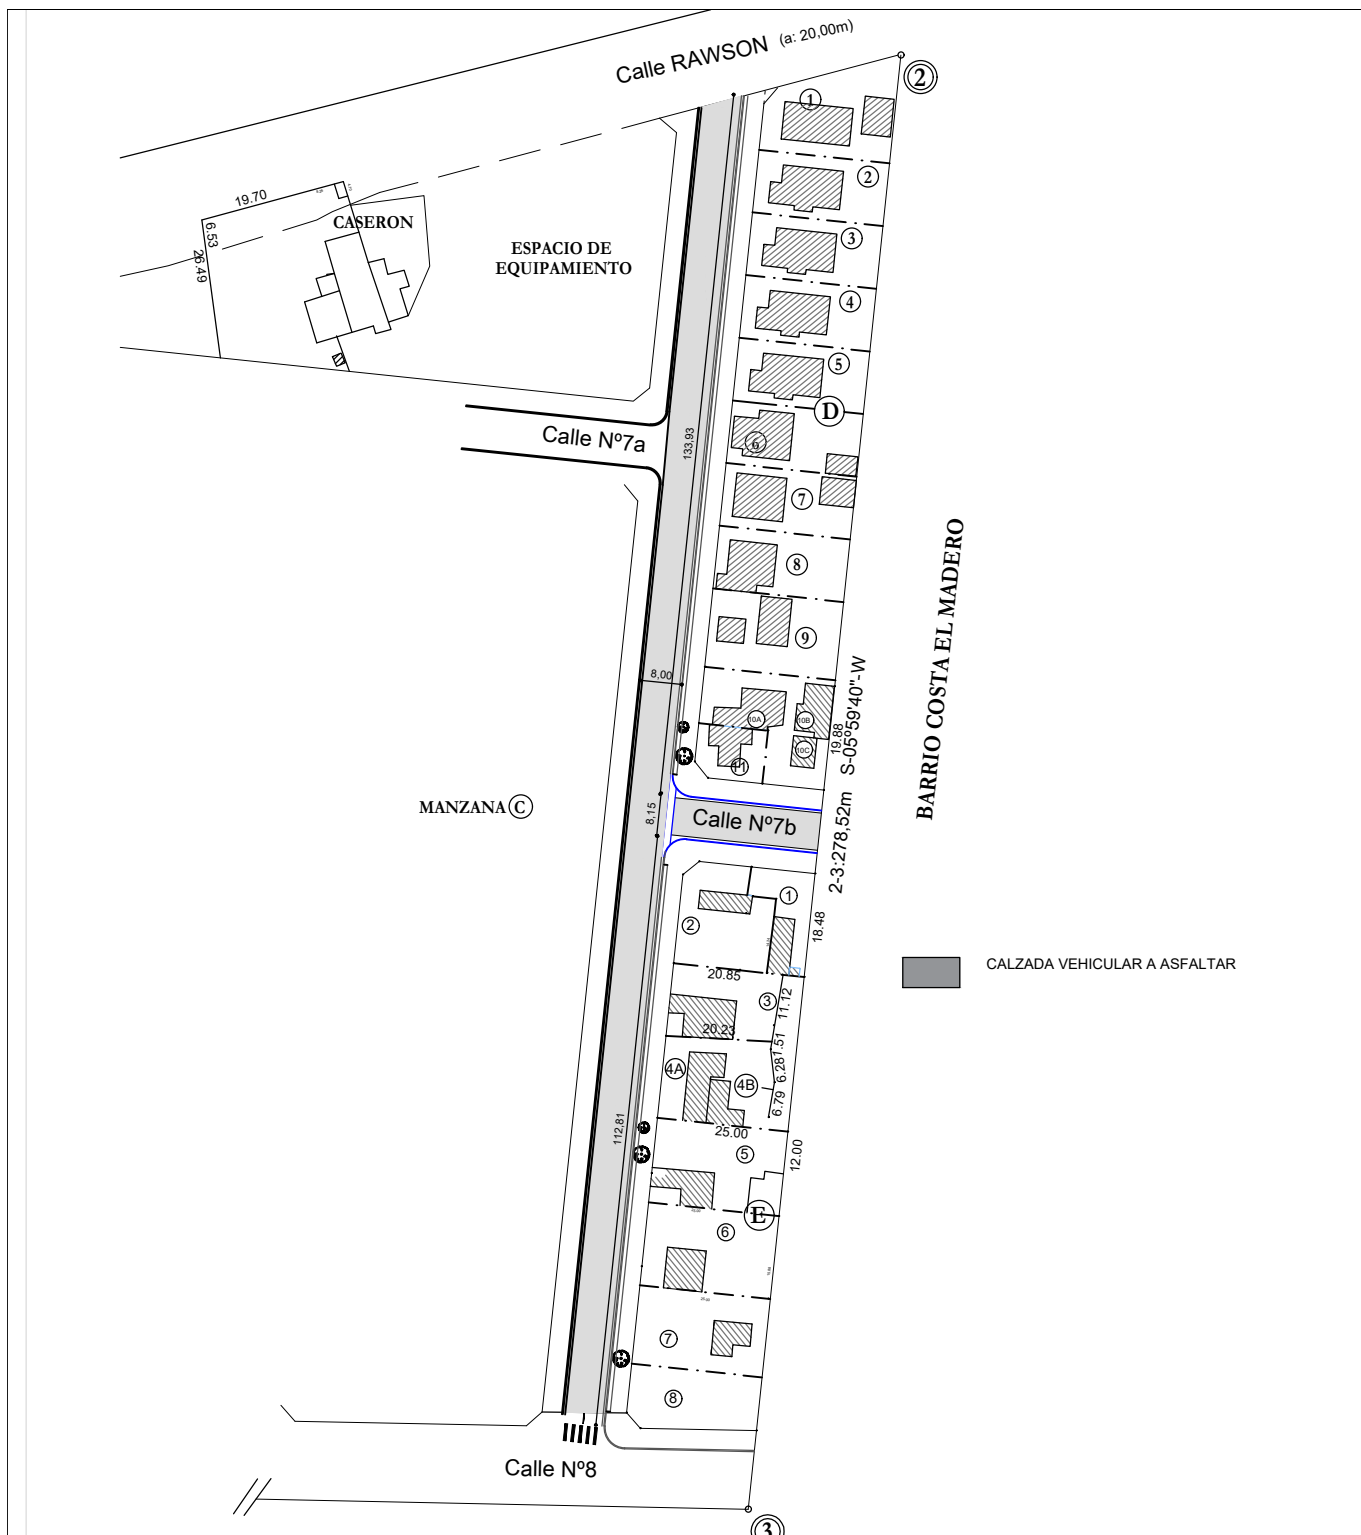 Calle RAWSON (a: 20,00m)
2
1
19.70
2
CASERON
6.53
26.49
3
ESPACIO DE
EQUIPAMIENTO
4
5
D
Calle Nº7a
133,93
6
7
8
BARRIO COSTA EL MADERO
9
8,00
10A
10B
10C
11
19.88
2-3:278,52m S-05º59'40"-W
MANZANA C
8,15
Calle Nº7b
1
2
18.48
CALZADA VEHICULAR A ASFALTAR
20.85
3
11.12
20.23
1.51
6.28
4A
4B
6.79
112,81
25.00
5
12.00
E
6
7
8
Calle Nº8
3